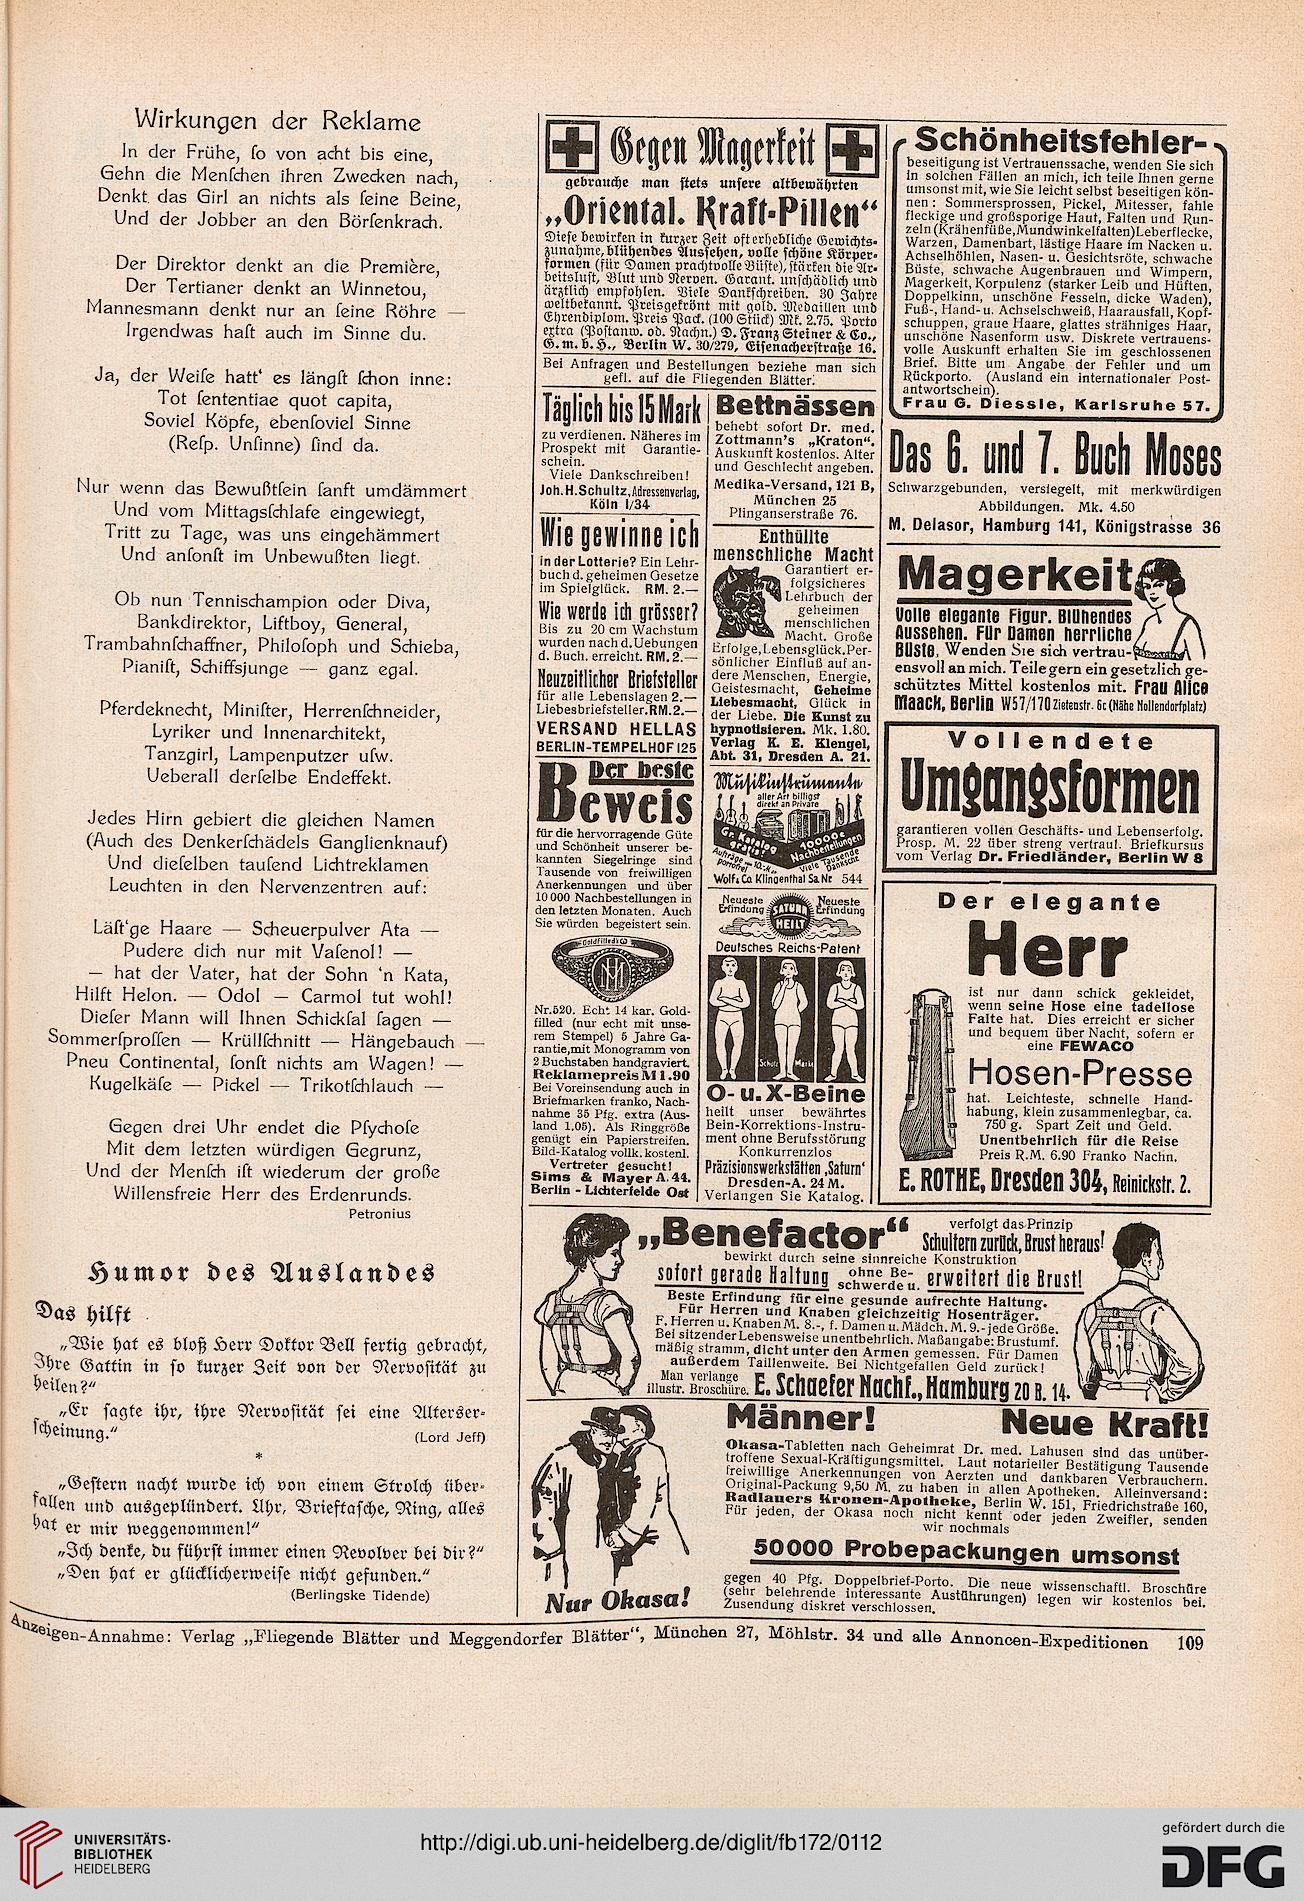 Wirkungen der Reklame
In der Frühe, ſo von acht bis eine,
Gehn die Menſchen ihren Zwecken nach,
Denkt das Girl an nichts als ſeine Beine,
Und der Jobber an den Börſenkrach.
Der Direktor denkt an die Première,
Der Tertianer denkt an Winnetou,
Mannesmann denkt nur an ſeine Röhre —
Irgendwas haſt auch im Sinne du.
Ja, der Weiſe hatt' es längſt ſchon inne:
Tot ſententiae quot capita,
Soviel Köpfe, ebenſoviel Sinne
(Reſp. Unſinne) ſind da.
Nur wenn das Bewußtſein ſanft umdämmert
Und vom Mittagsſchlafe eingewiegt,
Tritt zu Tage, was uns eingehämmert
Und anſonſt im Unbewußten liegt.
Ob nun Tennischampion oder Diva,
Bankdirektor, Liftboy, General,
Trambahnſchaffner, Philoſoph und Schieba,
Pianiſt, Schiffsjunge — ganz egal.
Pferdeknecht, Miniſter, Herrenſchneider,
Lyriker und Innenarchitekt,
Tanzgirl, Lampenputzer uſw.
Ueberall derſelbe Endeffekt.
Jedes Hirn gebiert die gleichen Namen
(Auch des Denkerſchädels Ganglienknauf)
Und dieſelben tauſend Lichtreklamen
Leuchten in den Nervenzentren auf:
Läſt'ge Haare — Scheuerpulver Ata —
Pudere dich nur mit Vaſenol! —
— hat der Vater, hat der Sohn 'n Kata,
Hilft Helon. — Odol — Carmol tut wohl!
Dieſer Mann will Ihnen Schickſal ſagen —
Sommerſproſſen — Krüllſchnitt — Hängebauch —
Pneu Continental, ſonſt nichts am Wagen! —
Kugelkäſe — Pickel — Trikotſchlauch —
Gegen drei Uhr endet die Pſychoſe
Mit dem letzten würdigen Gegrunz,
Und der Menſch iſt wiederum der große
Willensfreie Herr des Erdenrunds.
Petronius
Humor des Auslandes
Das hilft
„Wie hat es bloß Herr Doktor Bell fertig gebracht,
Ihre Gattin in so kurzer Zeit von der Nervosität zu
heilen?"
„Er sagte ihr, ihre Nervosität sei eine Alterser-
scheinung."
(Lord Jeff)
*
„Gestern nacht wurde ich von einem Strolch über-
fallen und ausgeplündert. Uhr, Brieftasche, Ring, alles
hat er mir weggenommen!"
„Ich denke, du führst immer einen Revolver bei dir?"
„Den hat er glücklicherweise nicht gefunden."
(Berlingske Tidende)
Gegen Magerkeit
gebrauche man stets unsere altbewährten
„Oriental. Kraft-Pillen"
Diese bewirken in kurzer Zeit oft erhebliche Gewichts-
zunahme, blühendes Aussehen, volle schöne Körper-
formen (für Damen prachtvolle Büste), stärken die Ar-
beitslust, Blut und Nerven. Garant. unschädlich und
ärztlich empfohlen. Viele Dankschreiben. 30 Jahre
weltbekannt. Preisgekrönt mit gold. Medaillen und
Ehrendiplom. Preis Pack. (100 Stück) Mk. 2.75. Porto
extra (Postanw. od. Nachn.) D. Franz Steiner & Co.,
G. m. b. H., Berlin W. 30/279, Eisenacherstraße 16.
Bei Anfragen und Bestellungen beziehe man sich
gefl. auf die Fliegenden Blätter.
Täglich bis 15 Mark
zu verdienen. Näheres im
Prospekt mit Garantie-
schein.
Viele Dankschreiben!
Joh. H. Schultz, Adressenverlag,
Köln I/34
Wie gewinne ich
in der Lotterie? Ein Lehr-
buch d. geheimen Gesetze
im Spielglück. RM. 2.—
Wie werde ich grösser?
Bis zu 20 cm Wachstum
wurden nach d. Uebungen
d. Buch. erreicht. RM. 2.—
Neuzeitlicher Briefsteller
für alle Lebenslagen 2.—
Liebesbriefsteller. RM. 2.—
VERSAND HELLAS
BERLIN-TEMPELHOF 125
Der beste
Beweis
für die hervorragende Güte
und Schönheit unserer be-
kannten Siegelringe sind
Tausende von freiwilligen
Anerkennungen und über
10 000 Nachbestellungen in
den letzten Monaten. Auch
Sie würden begeistert sein.
Nr. 520. Echt 14 kar. Gold-
filled (nur echt mit unse-
rem Stempel) 5 Jahre Ga-
rantie, mit Monogramm von
2 Buchstaben handgraviert.
Reklamepreis M 1.90
Bei Voreinsendung auch in
Briefmarken franko, Nach-
nahme 35 Pfg. extra (Aus-
land 1.05). Als Ringgröße
genügt ein Papierstreifen.
Bild-Katalog vollk. kostenl.
Vertreter gesucht!
Sims & Mayer A. 44.
Berlin - Lichterfelde Ost
Bettnässen
behebt sofort Dr. med.
Zottmann's „Kraton".
Auskunft kostenlos. Alter
und Geschlecht angeben.
Medika-Versand, 121 B,
München 25
Plinganserstraße 76.
Enthüllte
menschliche Macht
Garantiert er-
folgsicheres
Lehrbuch der
geheimen
menschlichen
Macht. Große
Erfolge, Lebensglück. Per-
sönlicher Einfluß auf an-
dere Menschen, Energie,
Geistesmacht, Geheime
Liebesmacht, Glück in
der Liebe. Die Kunst zu
hypnotisieren. Mk. 1.80.
Verlag K. E. Klengel,
Abt. 31, Dresden A. 21.
Musikinstrumente
aller Art billigst
direkt an Private
Gr. Katalog
gratis!
10000e
Nachbestellungen
Aufträge — 10.- M.
portofrei
Viele Tausende
Dankschr.
Wolf & Co. Klingenthal Sa. Nr 544
Neueste
Erfindung
SATURN
HEILT
Neueste
Erfindung
Deutsches Reichs-Patent
Schutz Mark
O- u. X-Beine
heilt unser bewährtes
Bein-Korrektions-Instru-
ment ohne Berufsstörung
Konkurrenzlos
Präzisionswerkstätten „Saturn'
Dresden-A. 24 M.
Verlangen Sie Katalog.
Schönheitsfehler-
beseitigung ist Vertrauenssache, wenden Sie sich
in solchen Fällen an mich, ich teile Ihnen gerne
umsonst mit, wie Sie leicht selbst beseitigen kön-
nen: Sommersprossen, Pickel, Mitesser, fahle
fleckige und großsporige Haut, Falten und Run-
zeln (Krähenfüße, Mundwinkelfalten) Leberflecke,
Warzen, Damenbart, lästige Haare im Nacken u.
Achselhöhlen, Nasen- u. Gesichtsröte, schwache
Büste, schwache Augenbrauen und Wimpern,
Magerkeit, Korpulenz (starker Leib und Hüften,
Doppelkinn, unschöne Fesseln, dicke Waden),
Fuß-, Hand- u. Achselschweiß, Haarausfall, Kopf-
schuppen, graue Haare, glattes strähniges Haar,
unschöne Nasenform usw. Diskrete vertrauens-
volle Auskunft erhalten Sie im geschlossenen
Brief. Bitte um Angabe der Fehler und um
Rückporto. (Ausland ein internationaler Post-
antwortschein).
Frau G. Diessle, Karlsruhe 57.
Das 6. und 7. Buch Moses
Schwarzgebunden, versiegelt, mit merkwürdigen
Abbildungen. Mk. 4.50
M. Delasor, Hamburg 141, Königstrasse 36
Magerkeit
Volle elegante Figur. Blühendes
Aussehen. Für Damen herrliche
Büste. Wenden Sie sich vertrau-
ensvoll an mich. Teile gern ein gesetzlich ge-
schütztes Mittel kostenlos mit. Frau Alice
Maack, Berlin W57/170 Zietenstr. 6c (Nähe Nollendorfplatz)
Vollendete
Umgangsformen
garantieren vollen Geschäfts- und Lebenserfolg.
Prosp. M. 22 über streng vertraul. Briefkursus
vom Verlag Dr. Friedländer, Berlin W 8
Der elegante
Herr
ist nur dann schick gekleidet,
wenn seine Hose eine tadellose
Falte hat. Dies erreicht er sicher
und bequem über Nacht, sofern er
eine FEWACO
Hosen-Presse
hat. Leichteste, schnelle Hand-
habung, klein zusammenlegbar, ca.
750 g. Spart Zeit und Geld.
Unentbehrlich für die Reise
Preis R.M. 6.90 Franko Nachn.
E. ROTHE, Dresden 304, Reinickstr. 2.
„Benefactor"
verfolgt das Prinzip
Schultern zurück, Brust heraus!
bewirkt durch seine sinnreiche Konstruktion
sofort gerade Haltung ohne Be-
schwerde u. erweitert die Brust!
Beste Erfindung für eine gesunde aufrechte Haltung.
Für Herren und Knaben gleichzeitig Hosenträger.
F. Herren u. Knaben M. 8.-, f. Damen u. Mädch. M. 9.- jede Größe.
Bei sitzender Lebensweise unentbehrlich. Maßangabe: Brustumf.
mäßig stramm, dicht unter den Armen gemessen. Für Damen
außerdem Taillenweite. Bei Nichtgefallen Geld zurück!
Man verlange
illustr. Broschüre. E. Schaefer Nachf., Hamburg 20 B. 14.
Nur Okasa!
Männer! Neue Kraft!
Okasa-Tabletten nach Geheimrat Dr. med. Lahusen sind das unüber-
troffene Sexual-Kräftigungsmittel. Laut notarieller Bestätigung Tausende
freiwillige Anerkennungen von Aerzten und dankbaren Verbrauchern.
Original-Packung 9,50 M. zu haben in allen Apotheken. Alleinversand:
Radlauers Kronen-Apotheke, Berlin W. 151, Friedrichstraße 160,
Für jeden, der Okasa noch nicht kennt oder jeden Zweifler, senden
wir nochmals
50000 Probepackungen umsonst
gegen 40 Pfg. Doppelbrief-Porto. Die neue wissenschaftl. Broschüre
(sehr belehrende interessante Ausführungen) legen wir kostenlos bei.
Zusendung diskret verschlossen.
Anzeigen-Annahme: Verlag „Fliegende Blätter und Meggendorfer Blätter", München 27, Möhlstr. 34 und alle Annoncen-Expeditionen 109
UNIVERSITÄTS-
BIBLIOTHEK
HEIDELBERG
http://digi.ub.uni-heidelberg.de/diglit/fb172/0112
gefördert durch die
DFG